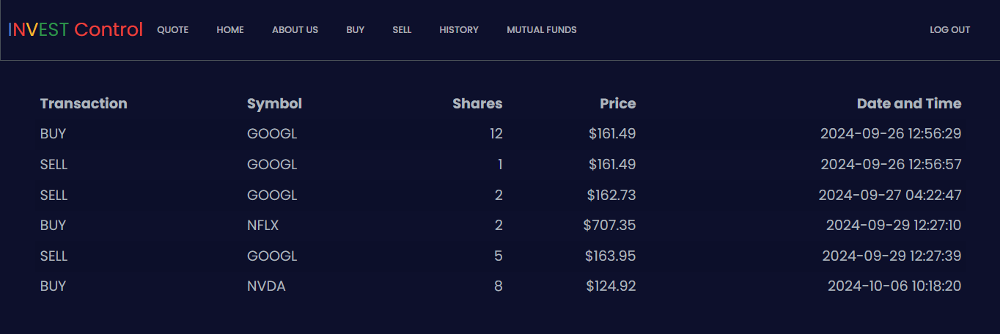 INVEST Control QUOTE HOME ABOUT US BUY SELL HISTORY MUTUAL FUNDS LOG OUT
Transaction Symbol Shares Price Date and Time
BUY GOOGL 12 $161.49 2024-09-26 12:56:29
SELL GOOGL 1 $161.49 2024-09-26 12:56:57
SELL GOOGL 2 $162.73 2024-09-27 04:22:47
BUY NFLX 2 $707.35 2024-09-29 12:27:10
SELL GOOGL 5 $163.95 2024-09-29 12:27:39
BUY NVDA 8 $124.92 2024-10-06 10:18:20